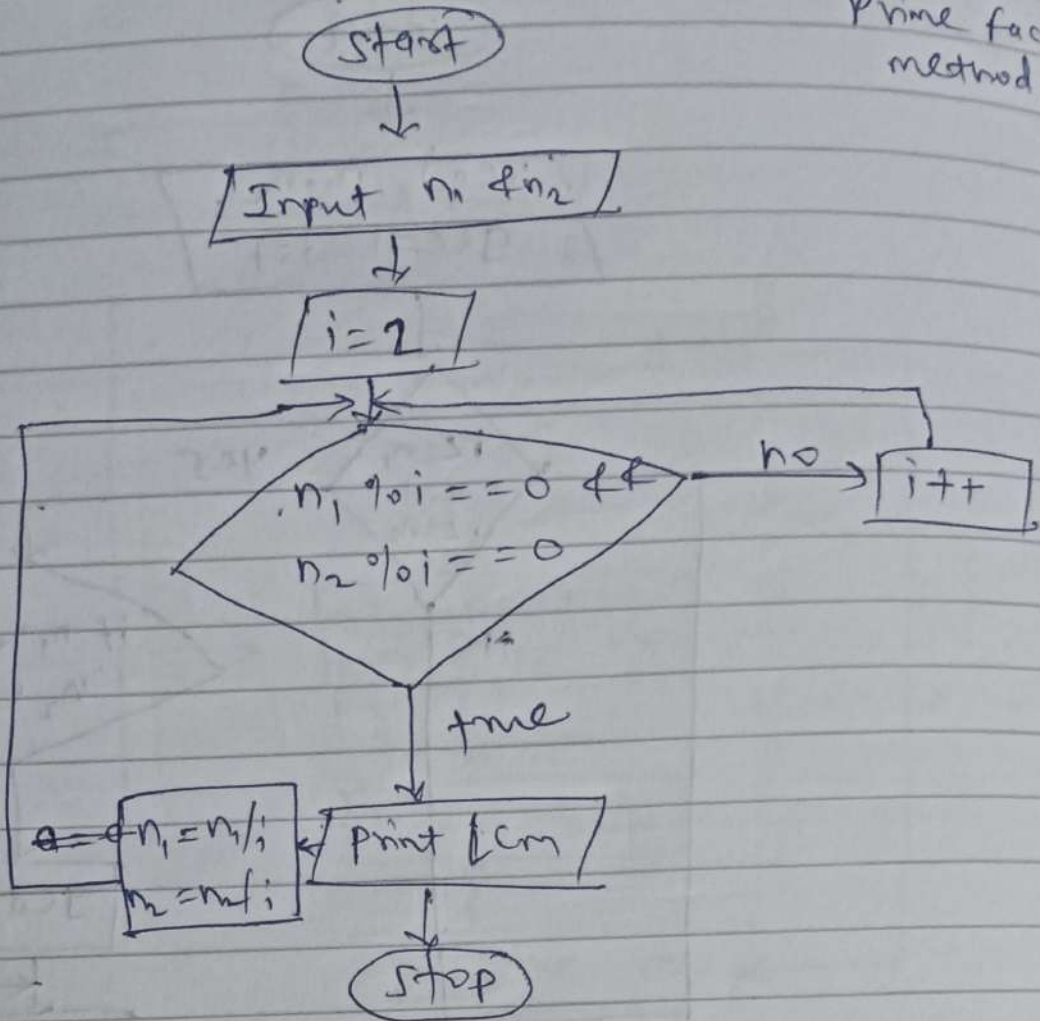 Prime fac
method
Start
Input n1 & n2
i = 2
n1 % i == 0 &&
n2 % i == 0
no
i++
true
n1 = n1/i
n2 = n2/i
Print LCm
Stop